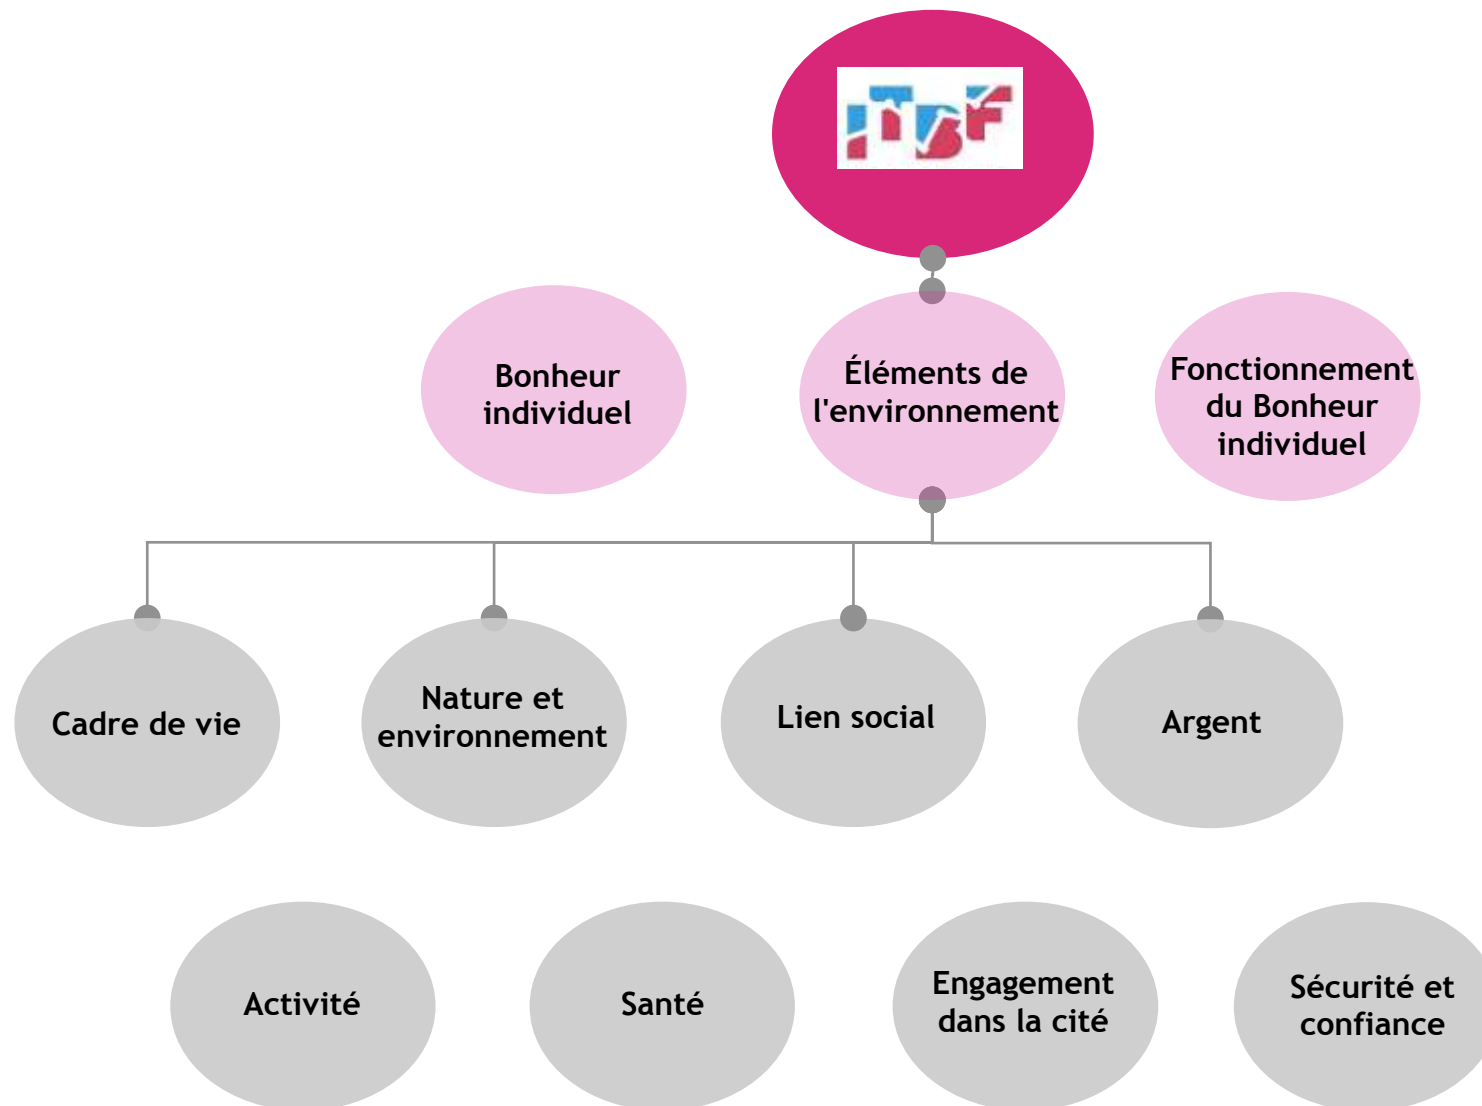 ITBF
Bonheur
individuel
Éléments de
l'environnement
Fonctionnement
du Bonheur
individuel
Cadre de vie
Nature et
environnement
Lien social
Argent
Activité
Santé
Engagement
dans la cité
Sécurité et
confiance